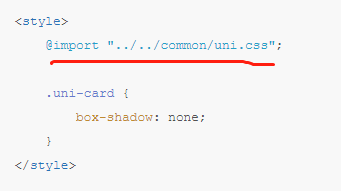 <style>
@import "../../common/uni.css";
.uni-card {
box-shadow: none;
}
</style>